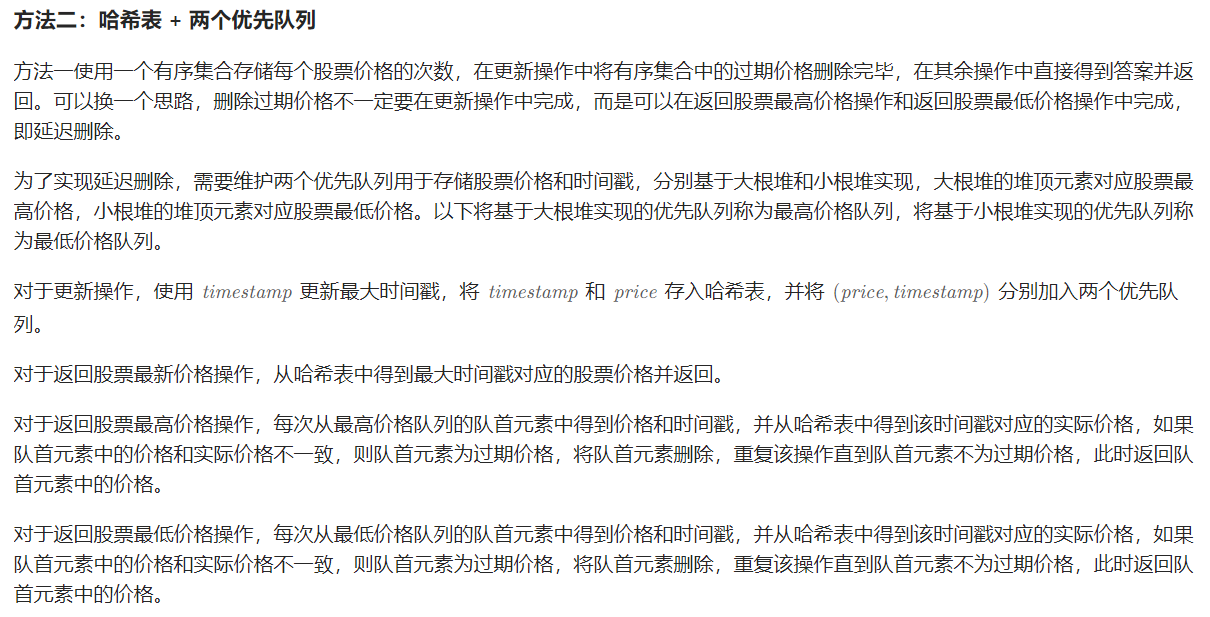 方法二：哈希表 + 两个优先队列
方法一使用一个有序集合存储每个股票价格的次数，在更新操作中将有序集合中的过期价格删除完毕，在其余操作中直接得到答案并返
回。可以换一个思路，删除过期价格不一定要在更新操作中完成，而是可以在返回股票最高价格操作和返回股票最低价格操作中完成，
即延迟删除。
为了实现延迟删除，需要维护两个优先队列用于存储股票价格和时间戳，分别基于大根堆和小根堆实现，大根堆的堆顶元素对应股票最
高价格，小根堆的堆顶元素对应股票最低价格。以下将基于大根堆实现的优先队列称为最高价格队列，将基于小根堆实现的优先队列称
为最低价格队列。
对于更新操作，使用 timestamp 更新最大时间戳，将 timestamp 和 price 存入哈希表，并将 (price, timestamp) 分别加入两个优先队
列。
对于返回股票最新价格操作，从哈希表中得到最大时间戳对应的股票价格并返回。
对于返回股票最高价格操作，每次从最高价格队列的队首元素中得到价格和时间戳，并从哈希表中得到该时间戳对应的实际价格，如果
队首元素中的价格和实际价格不一致，则队首元素为过期价格，将队首元素删除，重复该操作直到队首元素不为过期价格，此时返回队
首元素中的价格。
对于返回股票最低价格操作，每次从最低价格队列的队首元素中得到价格和时间戳，并从哈希表中得到该时间戳对应的实际价格，如果
队首元素中的价格和实际价格不一致，则队首元素为过期价格，将队首元素删除，重复该操作直到队首元素不为过期价格，此时返回队
首元素中的价格。